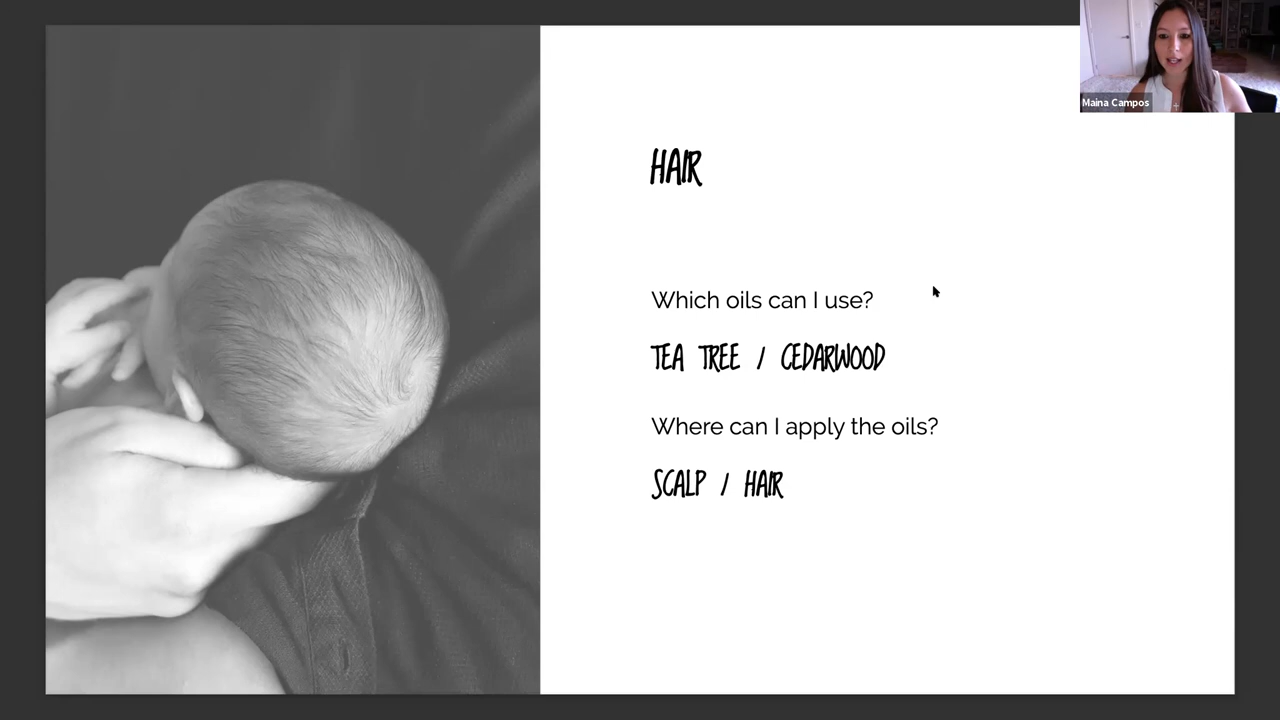 Maina Campos
HAIR
Which oils can I use?
TEA TREE / CEDARWOOD
Where can I apply the oils?
SCALP / HAIR